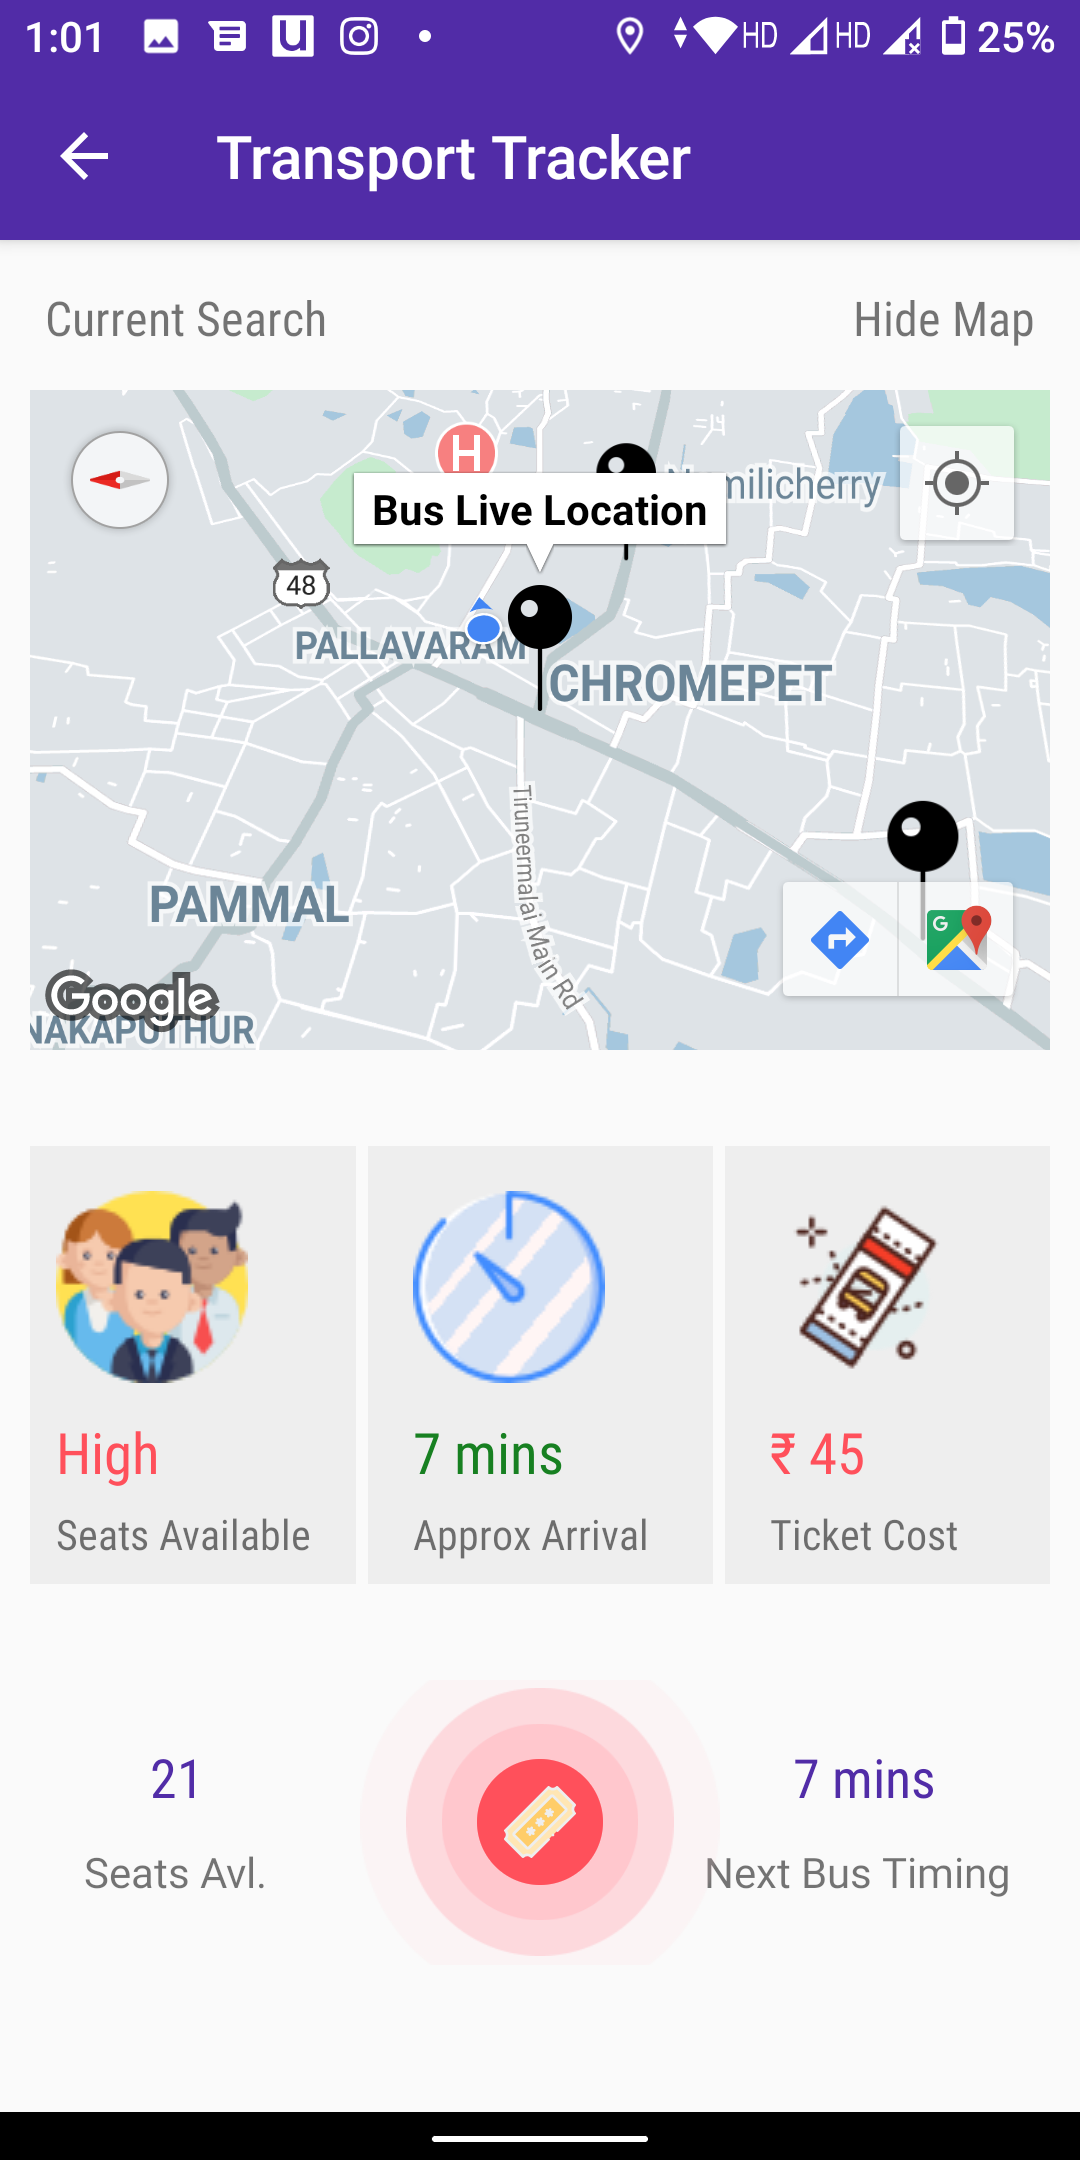 1:01 HD HD 25%
Transport Tracker
Current Search Hide Map
H
milicherry
Bus Live Location
48
PALLAVARAM
CHROMEPET
Tiruneermalai Main Rd
PAMMAL
G
Google
NAKAPUTHUR
High 7 mins ₹ 45
Seats Available Approx Arrival Ticket Cost
21 7 mins
Seats Avl. Next Bus Timing